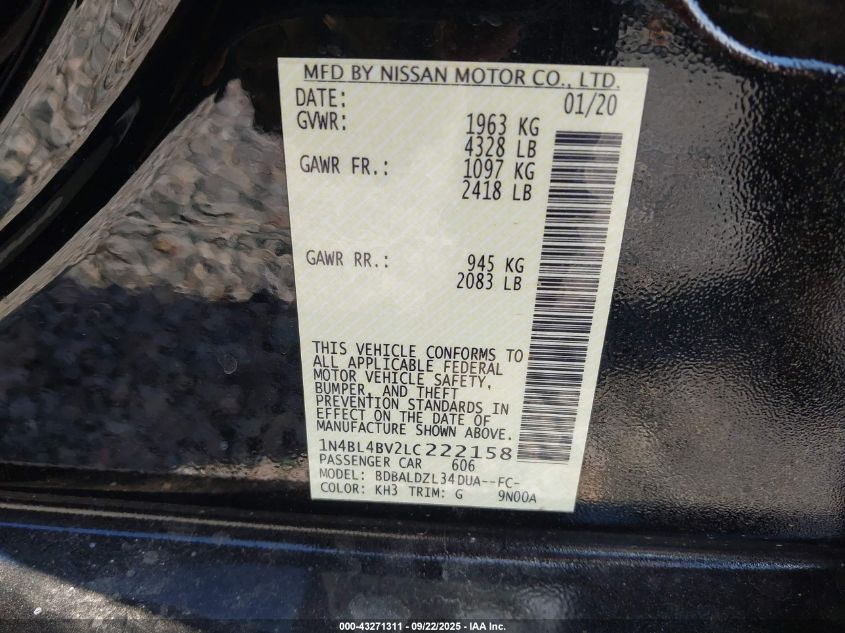 MFD BY NISSAN MOTOR CO., LTD.
DATE: 01/20
GVWR: 1963 KG
4328 LB
GAWR FR.: 1097 KG
2418 LB
GAWR RR.: 945 KG
2083 LB
THIS VEHICLE CONFORMS TO
ALL APPLICABLE FEDERAL
MOTOR VEHICLE SAFETY,
BUMPER, AND THEFT
PREVENTION STANDARDS IN
EFFECT ON THE DATE OF
MANUFACTURE SHOWN ABOVE.
1N4BL4BV2LC222158
PASSENGER CAR 606
MODEL: BDBALDZL34DUA--FC-
COLOR: KH3 TRIM: G 9N00A
000-43271311 - 09/22/2025 - IAA Inc.